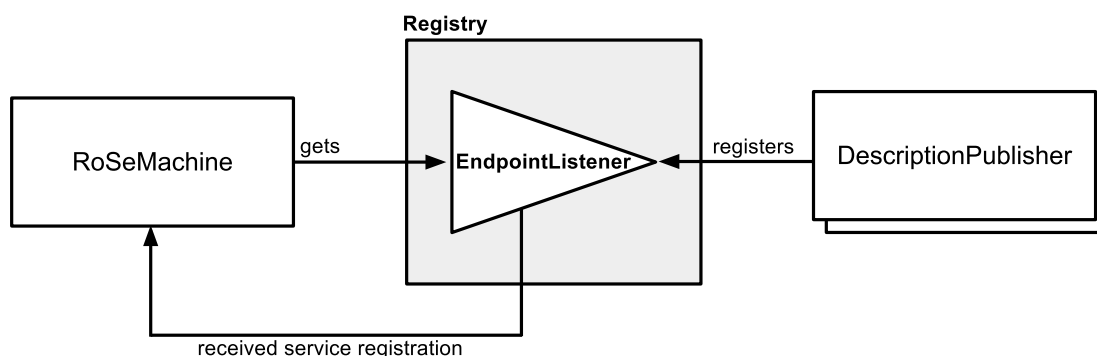 Registry
RoSeMachine
gets
EndpointListener
registers
DescriptionPublisher
received service registration